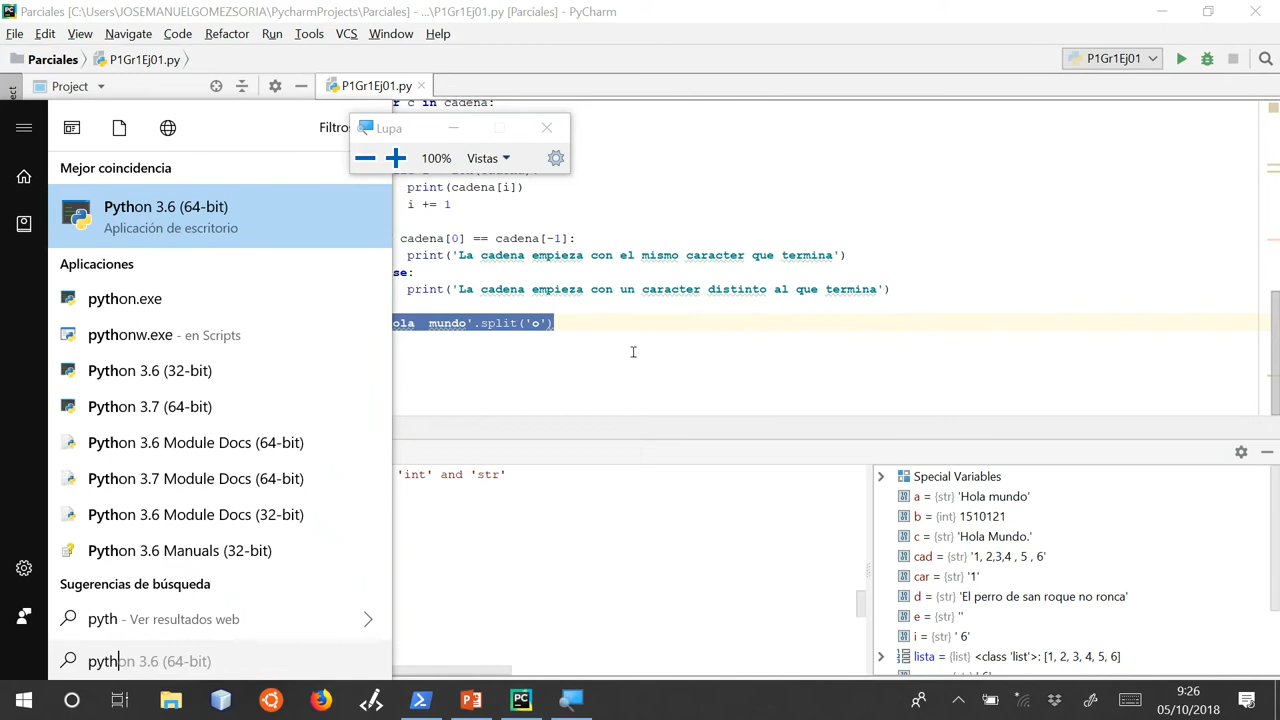 Parciales [C:\Users\JOSEMANUELGOMEZSORIA\PycharmProjects\Parciales] - ...\P1Gr1Ej01.py [Parciales] - PyCharm
File Edit View Navigate Code Refactor Run Tools VCS Window Help
Parciales P1Gr1Ej01.py P1Gr1Ej01
Project P1Gr1Ej01.py
r c in cadena:
Filtros
Lupa
100% Vistas
Mejor coincidencia
Python 3.6 (64-bit)
Aplicación de escritorio
Aplicaciones
python.exe
pythonw.exe - en Scripts
Python 3.6 (32-bit)
Python 3.7 (64-bit)
Python 3.6 Module Docs (64-bit)
Python 3.7 Module Docs (64-bit)
Python 3.6 Module Docs (32-bit)
Python 3.6 Manuals (32-bit)
Sugerencias de búsqueda
pyth - Ver resultados web
python 3.6 (64-bit)
print(cadena[i])
i += 1
cadena[0] == cadena[-1]:
print('La cadena empieza con el mismo caracter que termina')
se:
print('La cadena empieza con un caracter distinto al que termina')
ola mundo'.split('o')
'int' and 'str'
Special Variables
a = {str} 'Hola mundo'
b = {int} 1510121
c = {str} 'Hola Mundo.'
cad = {str} '1, 2,3,4 , 5 , 6'
car = {str} '1'
d = {str} 'El perro de san roque no ronca'
e = {str} ''
i = {str} ' 6'
lista = {list} <class 'list'>: [1, 2, 3, 4, 5, 6]
9:26
05/10/2018